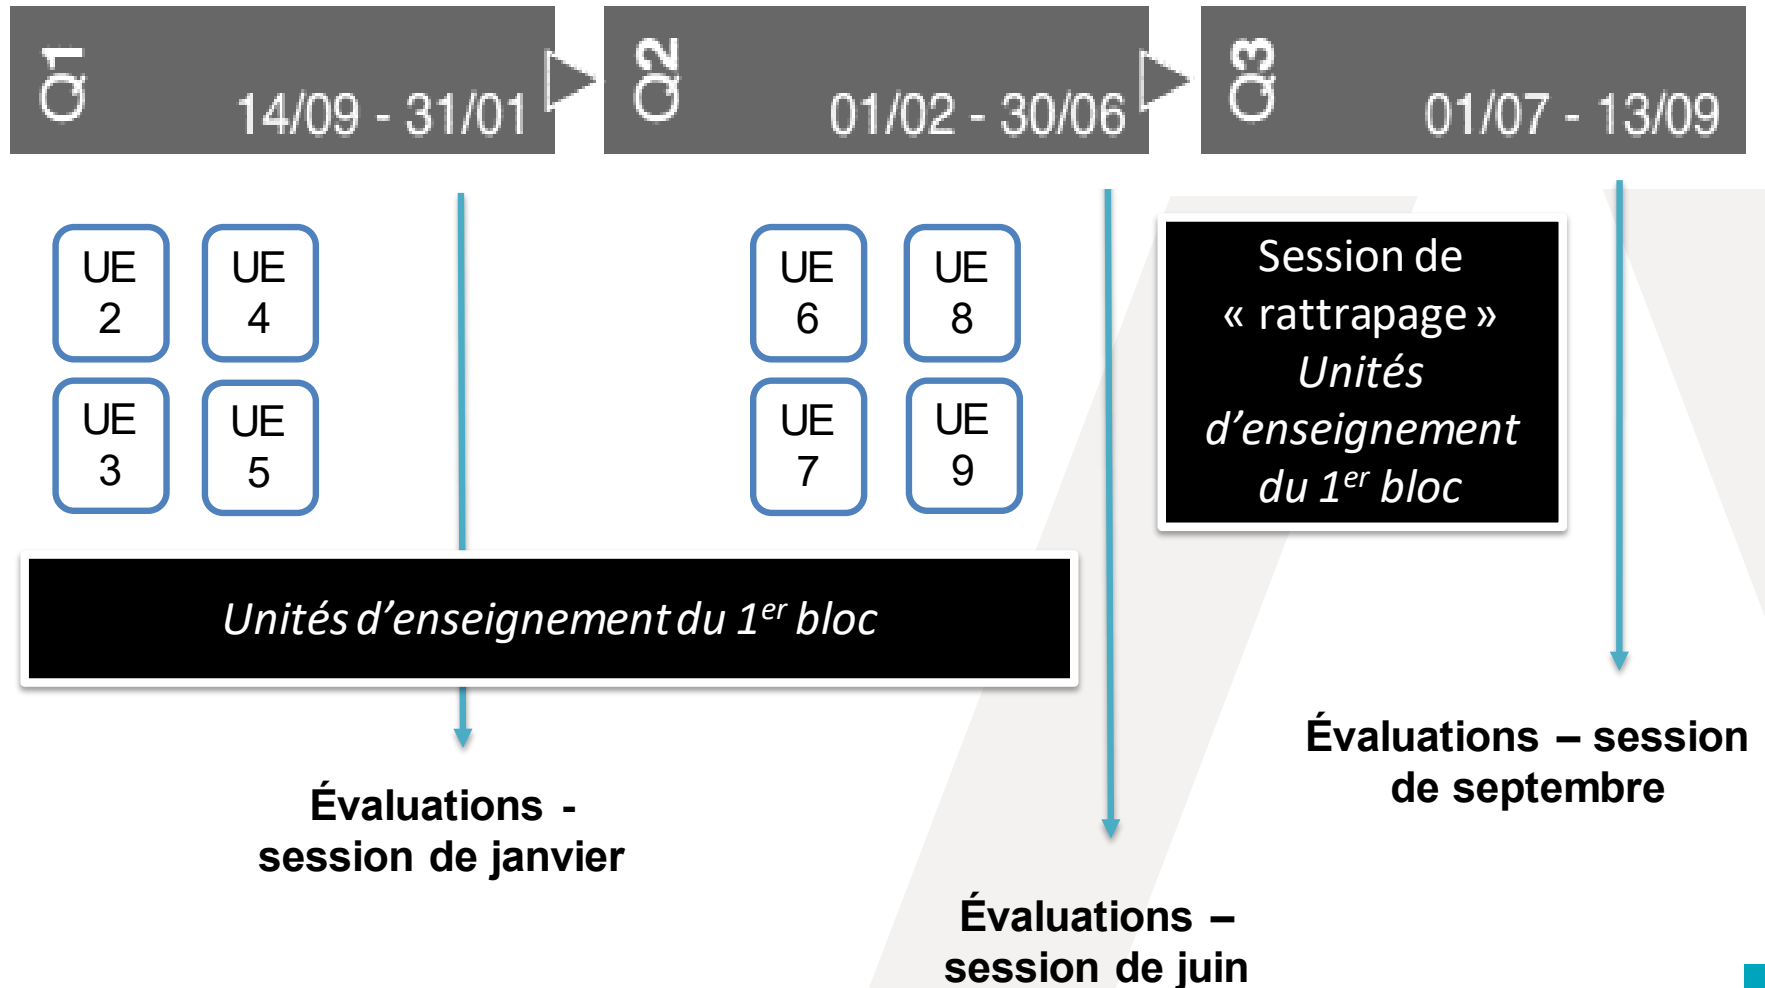 Q1
14/09 - 31/01
Q2
01/02 - 30/06
Q3
01/07 - 13/09
UE
2
UE
4
UE
3
UE
5
UE
6
UE
8
UE
7
UE
9
Session de
« rattrapage »
Unités
d’enseignement
du 1er bloc
Unités d’enseignement du 1er bloc
Évaluations -
session de janvier
Évaluations –
session de juin
Évaluations – session
de septembre